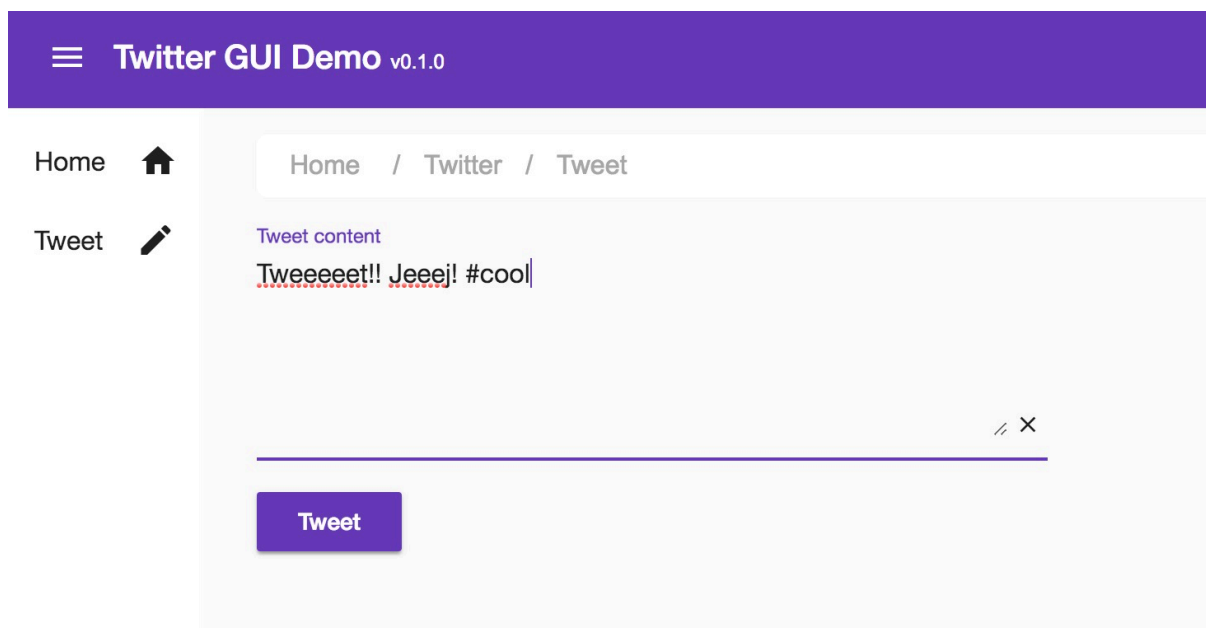 Twitter GUI Demo v0.1.0
Home
Tweet
Home / Twitter / Tweet
Tweet content
Tweeeeet!! Jeeej! #cool
Tweet